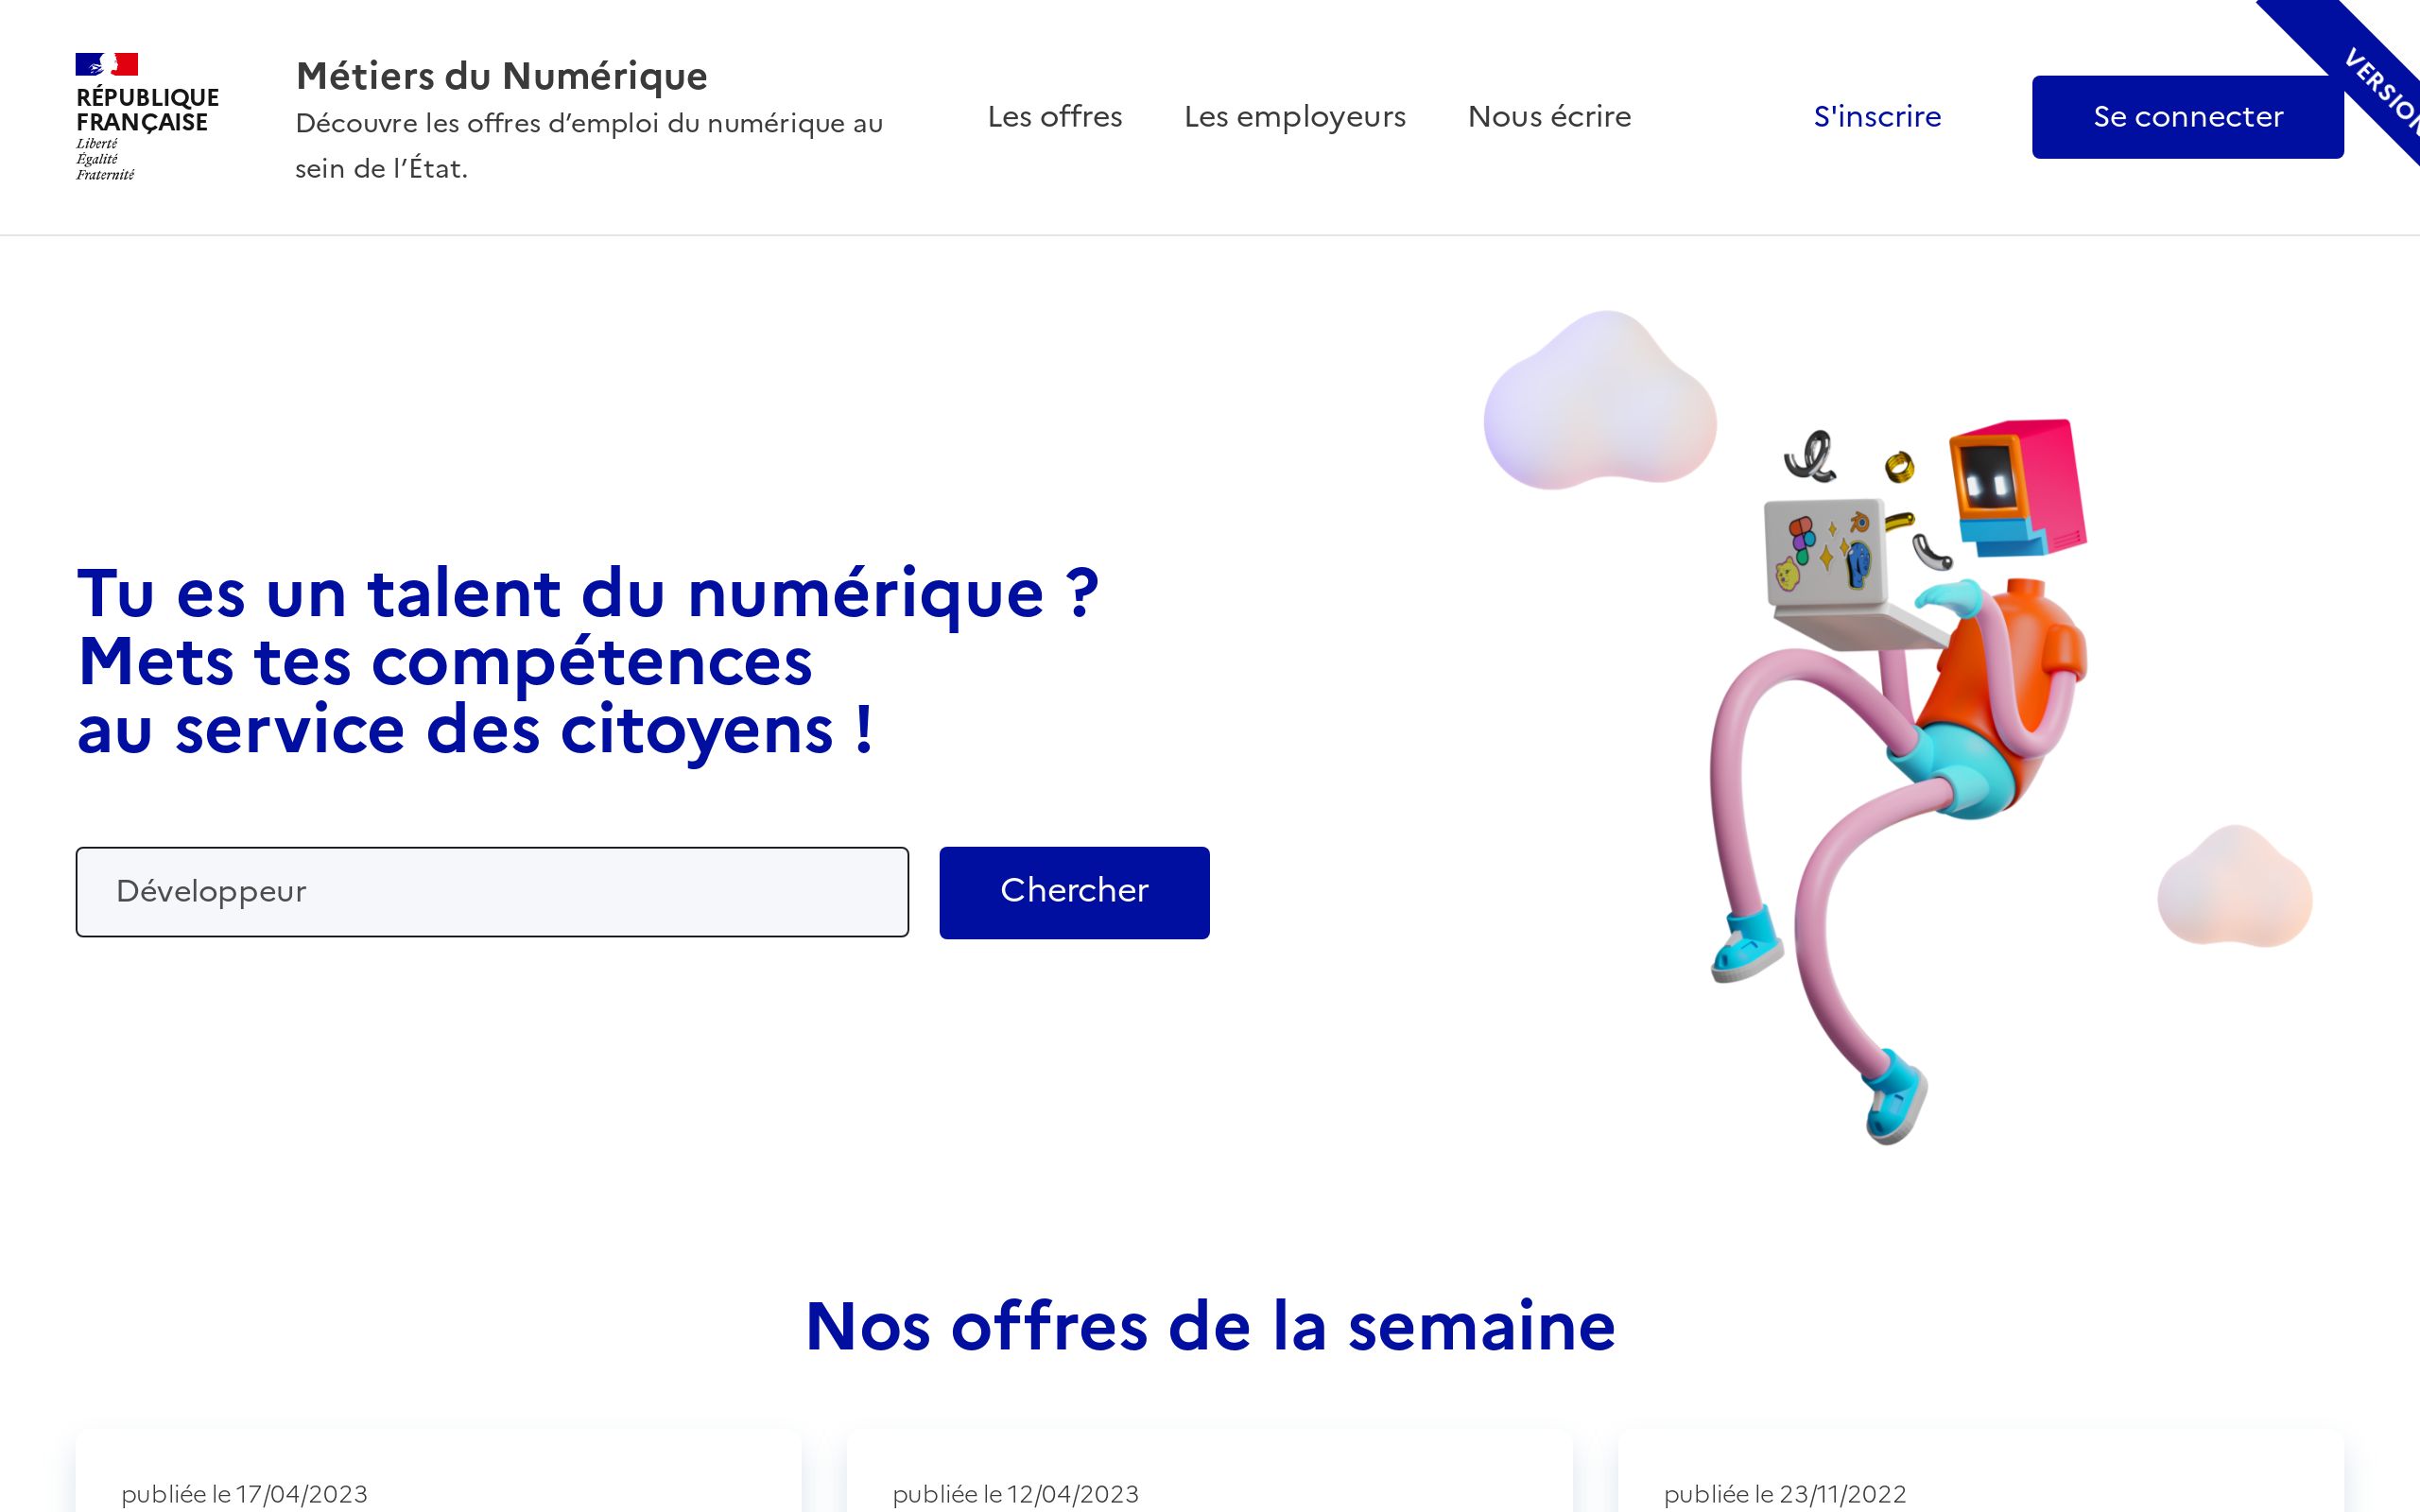 RÉPUBLIQUE
FRANÇAISE
Liberté
Égalité
Fraternité
Métiers du Numérique
Découvre les offres d’emploi du numérique au
sein de l’État.
Les offres
Les employeurs
Nous écrire
S'inscrire
Se connecter
VERSION
Tu es un talent du numérique ?
Mets tes compétences
au service des citoyens !
Développeur
Chercher
Nos offres de la semaine
publiée le 17/04/2023
publiée le 12/04/2023
publiée le 23/11/2022